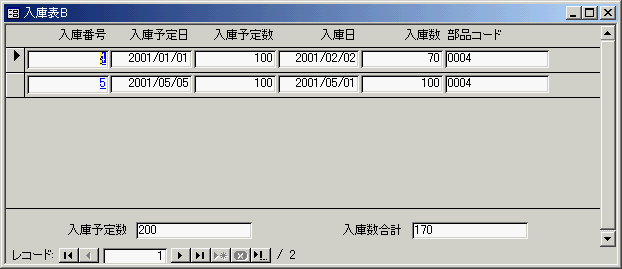 入庫表B
入庫番号 入庫予定日 入庫予定数 入庫日 入庫数 部品コード
2001/01/01 100 2001/02/02 70 0004
5 2001/05/05 100 2001/05/01 100 0004
入庫予定数 200 入庫数合計 170
レコード: 1 / 2